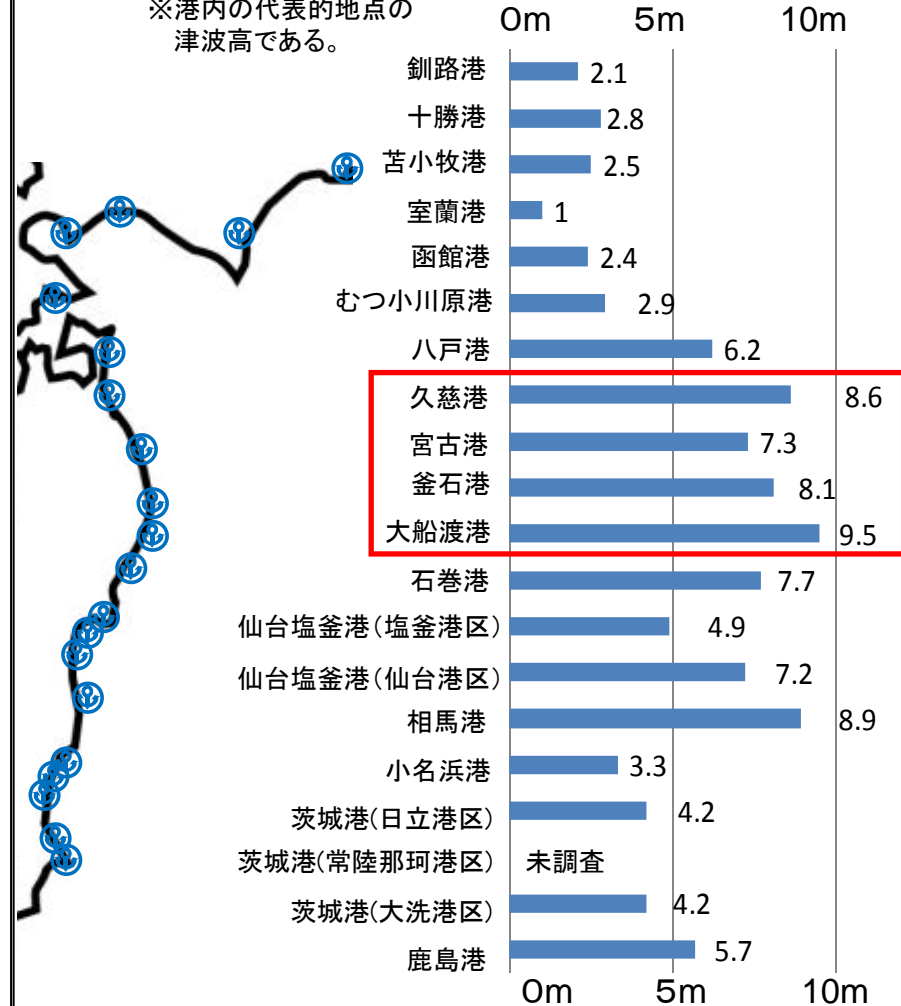 ※港内の代表的地点の
津波高である。
0m 5m 10m
釧路港 2.1
十勝港 2.8
苫小牧港 2.5
室蘭港 1
函館港 2.4
むつ小川原港 2.9
八戸港 6.2
久慈港 8.6
宮古港 7.3
釜石港 8.1
大船渡港 9.5
石巻港 7.7
仙台塩釜港(塩釜港区) 4.9
仙台塩釜港(仙台港区) 7.2
相馬港 8.9
小名浜港 3.3
茨城港(日立港区) 4.2
茨城港(常陸那珂港区) 未調査
茨城港(大洗港区) 4.2
鹿島港 5.7
0m 5m 10m